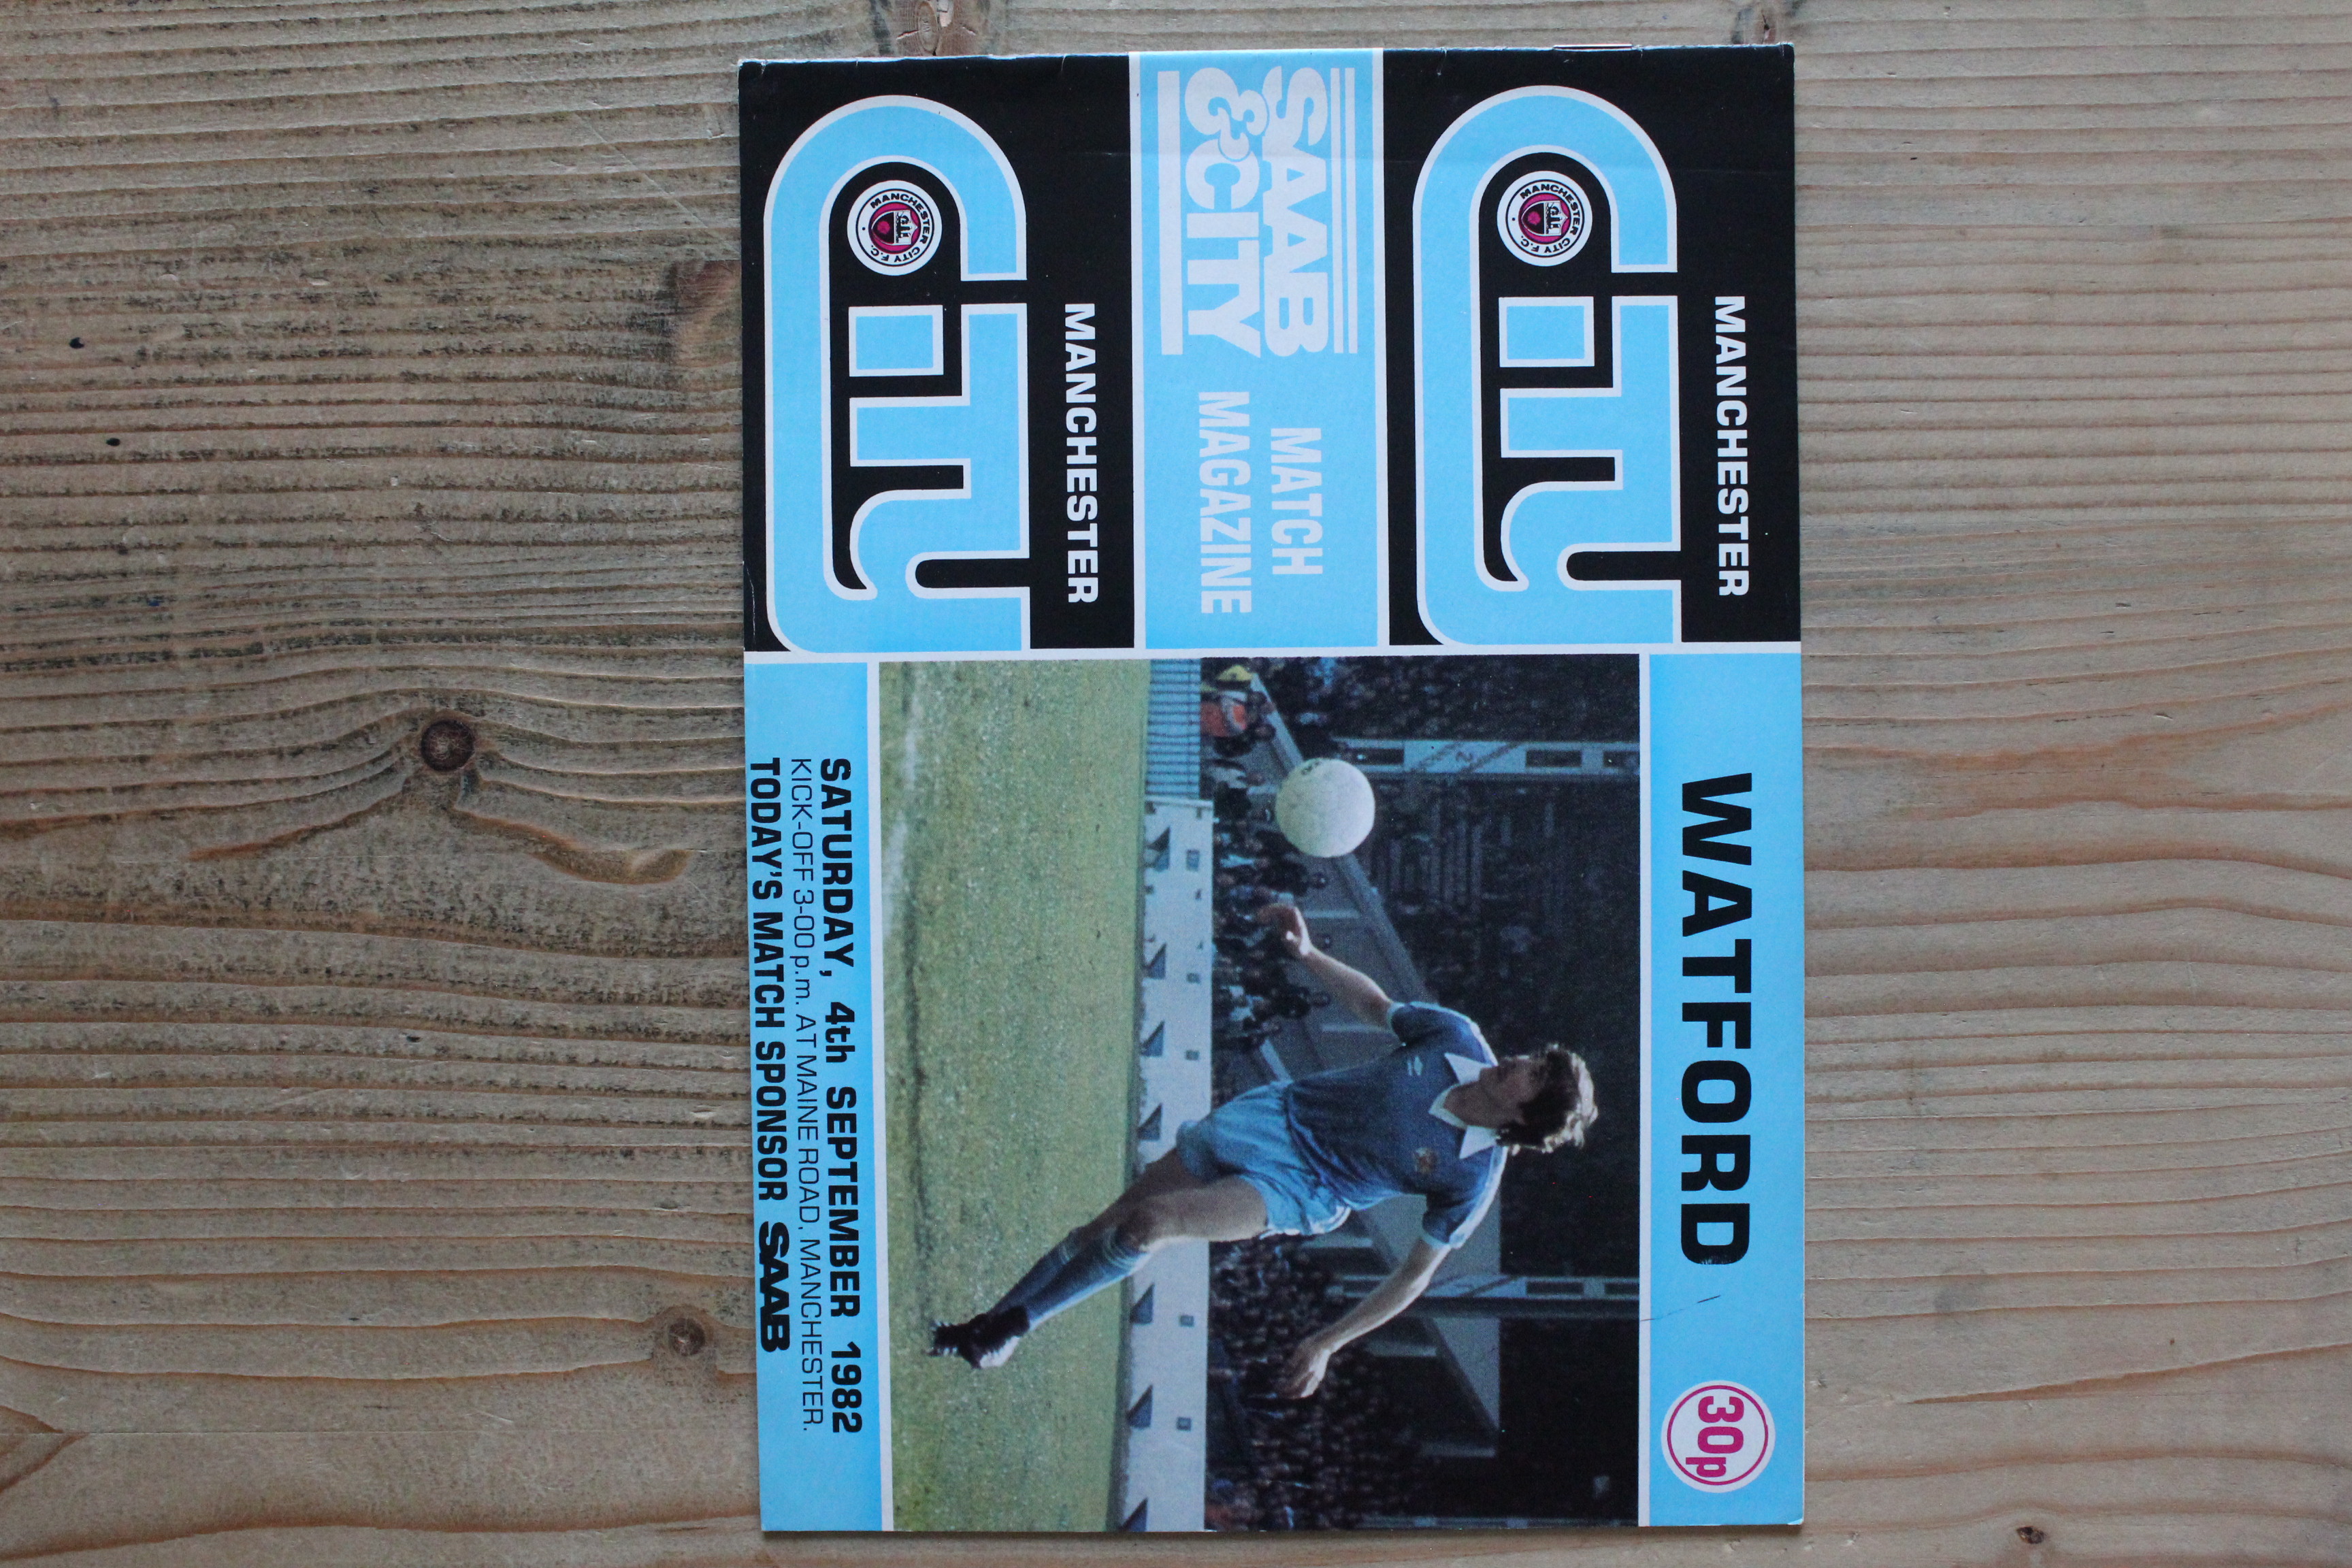 MANCHESTER
CITY
MANCHESTER CITY F.C.
SAAB
&CITY
MATCH
MAGAZINE
MANCHESTER
CITY
MANCHESTER CITY F.C.
WATFORD
30p
SATURDAY, 4th SEPTEMBER 1982
KICK-OFF 3-00 p.m. AT MAINE ROAD, MANCHESTER.
TODAY'S MATCH SPONSOR SAAB